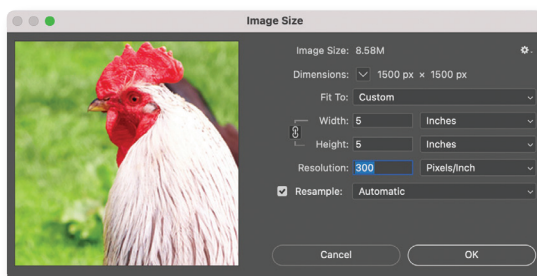 Image Size
Image Size: 8.58M
Dimensions: 1500 px × 1500 px
Fit To: Custom
Width: 5 Inches
Height: 5 Inches
Resolution: 300 Pixels/Inch
Resample: Automatic
Cancel OK